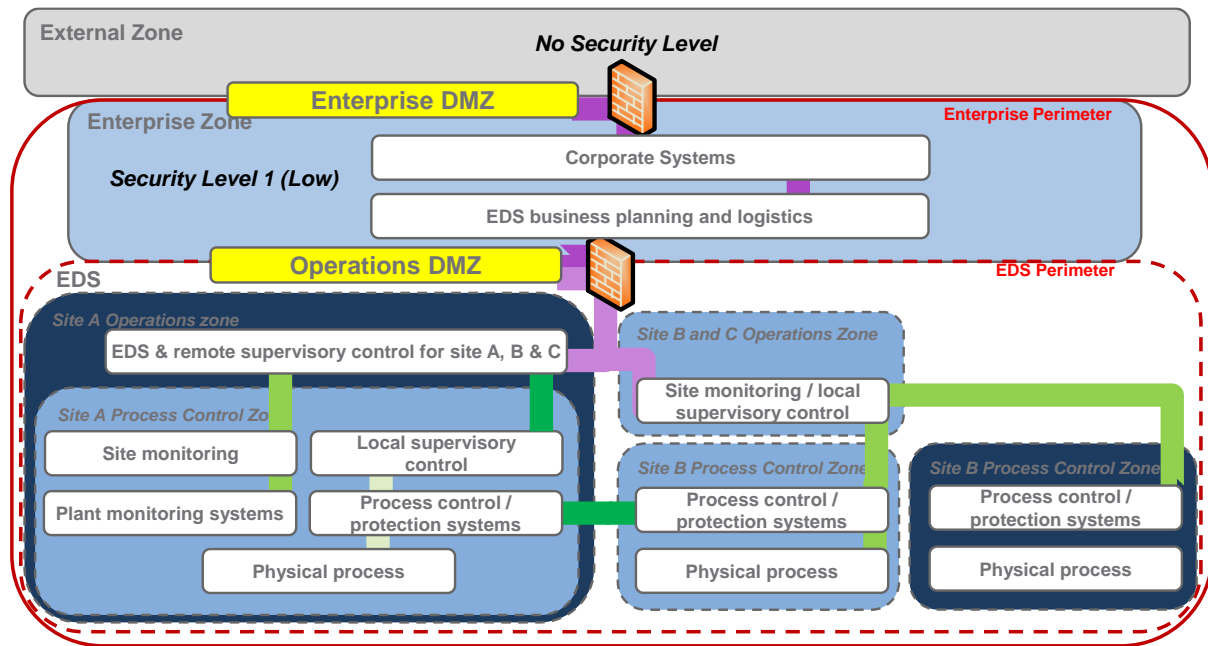 External Zone
No Security Level
Enterprise DMZ
Enterprise Zone
Enterprise Perimeter
Corporate Systems
Security Level 1 (Low)
EDS business planning and logistics
Operations DMZ
EDS Perimeter
EDS
Site A Operations zone
Site B and C Operations Zone
EDS & remote supervisory control for site A, B & C
Site monitoring / local
supervisory control
Site A Process Control Zo
Site monitoring
Local supervisory
control
Site B Process Control Zone
Site B Process Control Zone
Plant monitoring systems
Process control /
protection systems
Process control /
protection systems
Process control /
protection systems
Physical process
Physical process
Physical process